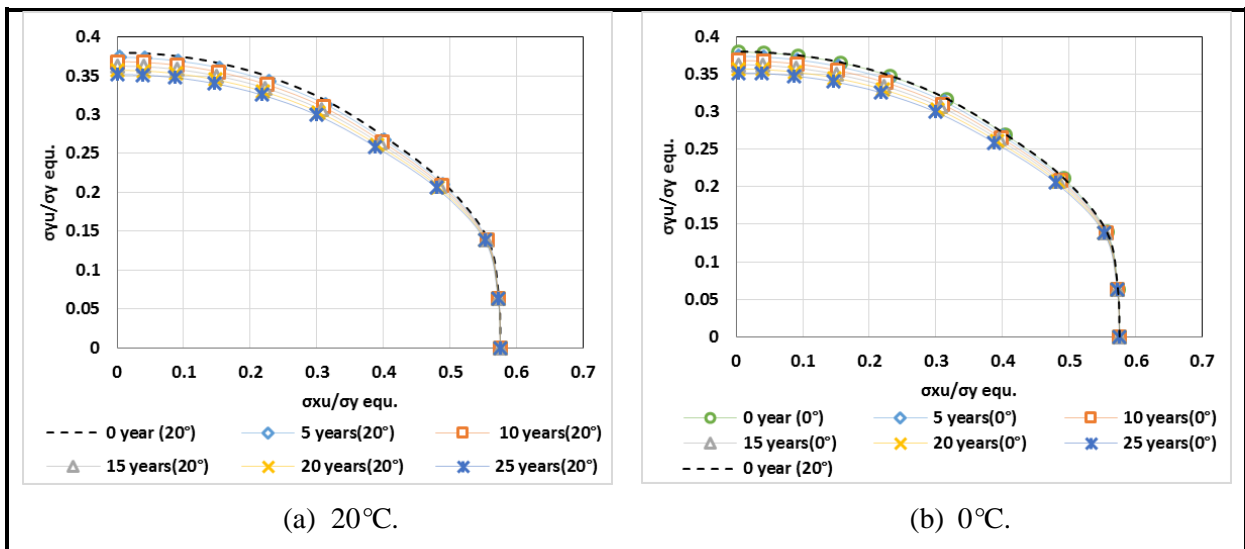 0.4
0.35
0.3
0.25
0.2
0.15
0.1
0.05
0
σyu/σy equ.
0 0.1 0.2 0.3 0.4 0.5 0.6 0.7
σxu/σy equ.
0 year (20°) 5 years(20°) 10 years(20°)
15 years(20°) 20 years(20°) 25 years(20°)
(a) 20°C.
0.4
0.35
0.3
0.25
0.2
0.15
0.1
0.05
0
σyu/σy equ.
0 0.1 0.2 0.3 0.4 0.5 0.6 0.7
σxu/σy equ.
0 year (0°) 5 years(0°) 10 years(0°)
15 years(0°) 20 years(0°) 25 years(0°)
0 year (20°)
(b) 0°C.